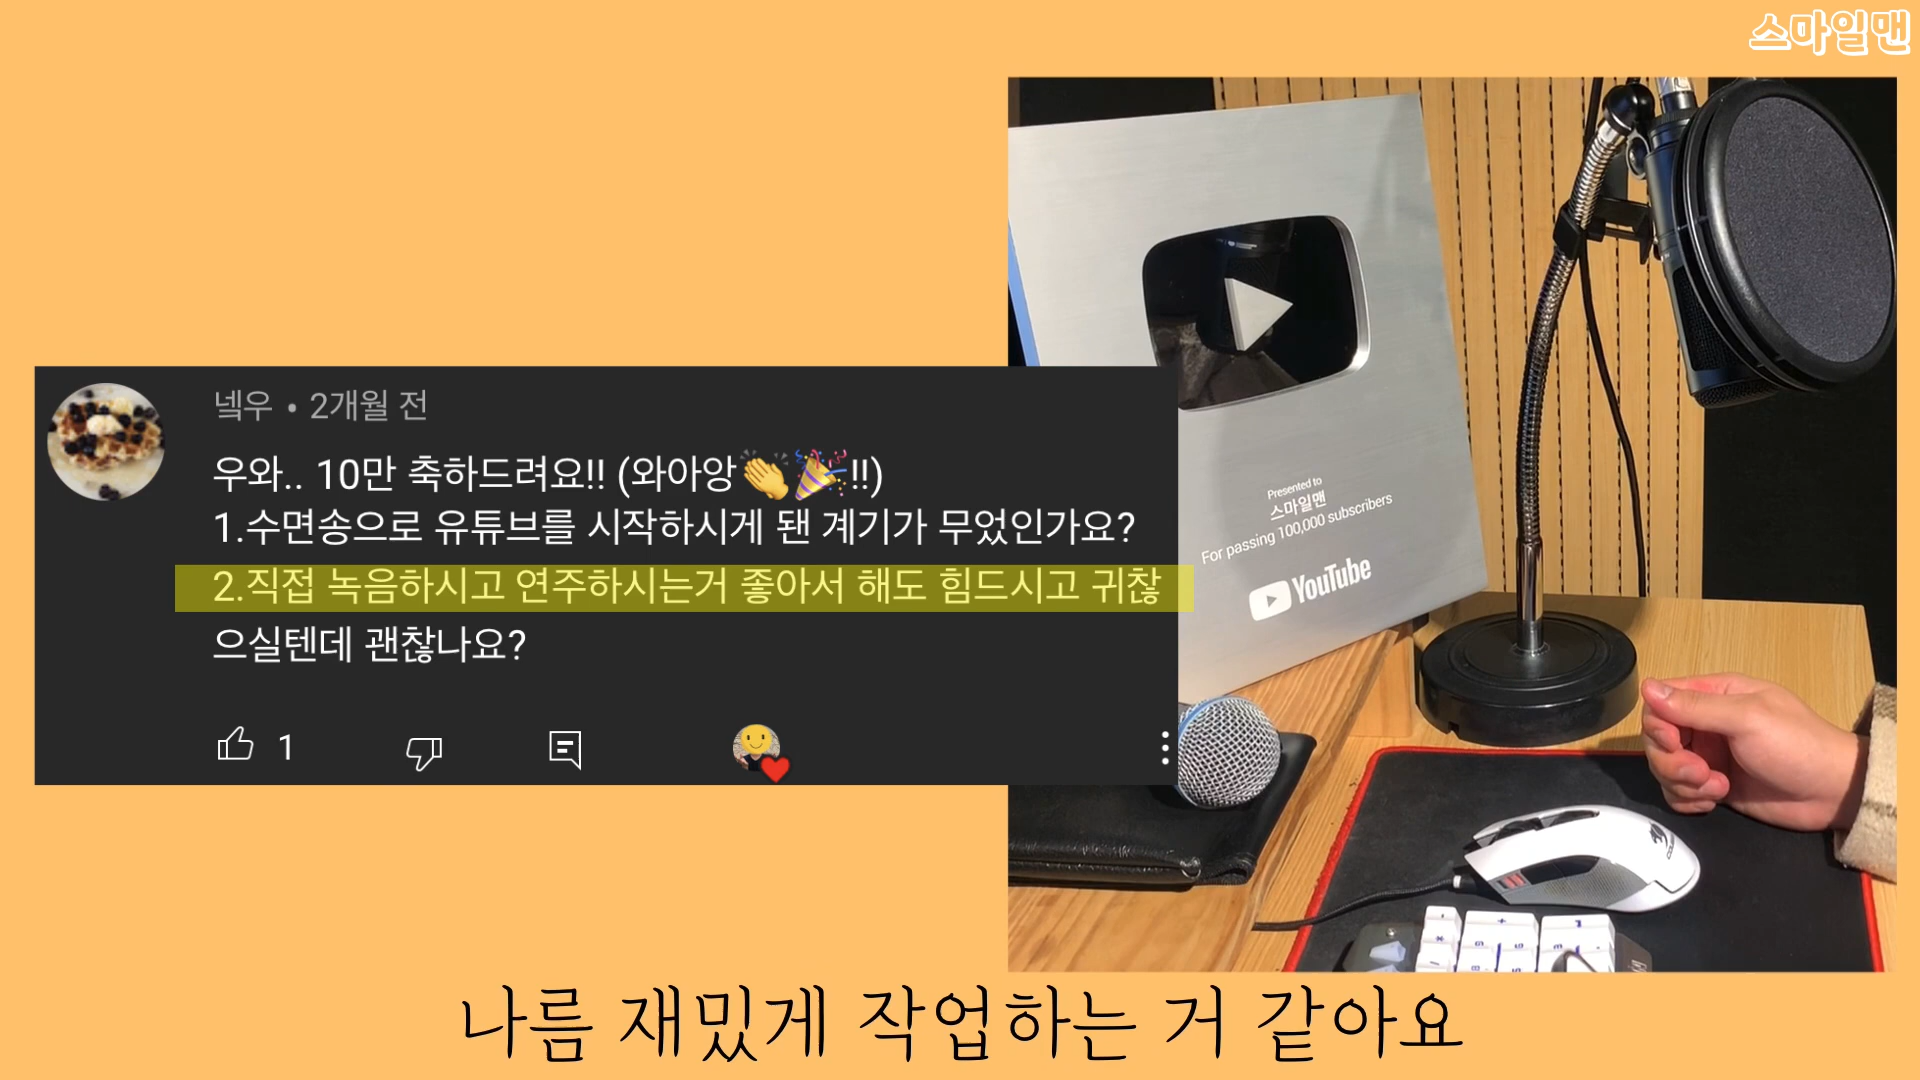 스마일맨
넼우 • 2개월 전
우와.. 10만 축하드려요!! (와아앙👏🎉!!)
1.수면송으로 유튜브를 시작하시게 됀 계기가 무었인가요?
2.직접 녹음하시고 연주하시는거 좋아서 해도 힘드시고 귀찮
으실텐데 괜찮나요?
1
Presented to
스마일맨
For passing 100,000 subscribers
YouTube
나름 재밌게 작업하는 거 같아요